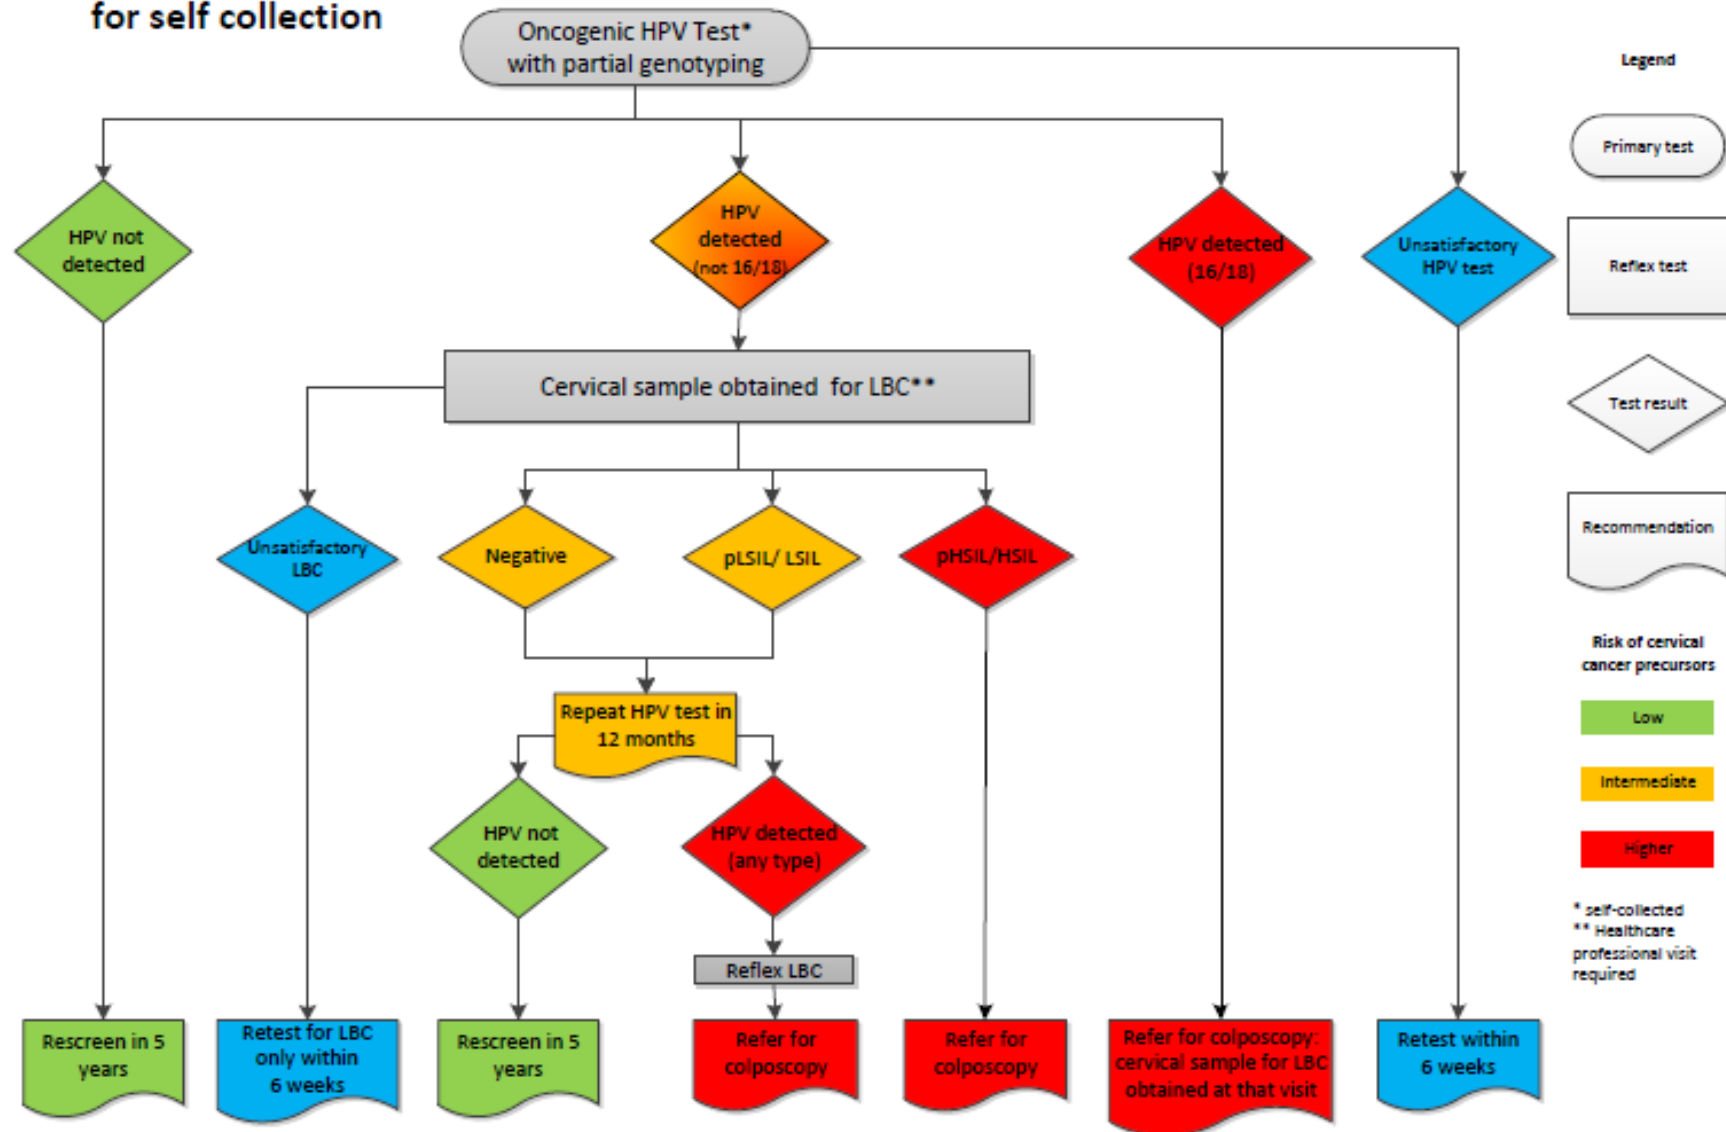 for self collection
Oncogenic HPV Test*
with partial genotyping
HPV not
detected
HPV
detected
(not 16/18)
HPV detected
(16/18)
Unsatisfactory
HPV test
Cervical sample obtained for LBC**
Unsatisfactory
LBC
Negative
pLSIL/ LSIL
pHSIL/HSIL
Repeat HPV test in
12 months
HPV not
detected
HPV detected
(any type)
Reflex LBC
Rescreen in 5
years
Retest for LBC
only within
6 weeks
Rescreen in 5
years
Refer for
colposcopy
Refer for
colposcopy
Refer for colposcopy:
cervical sample for LBC
obtained at that visit
Retest within
6 weeks
Legend
Primary test
Reflex test
Test result
Recommendation
Risk of cervical
cancer precursors
Low
Intermediate
Higher
* self-collected
** Healthcare
professional visit
required